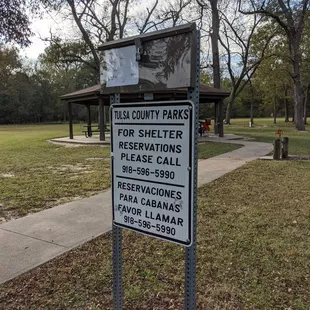 TULSA COUNTY PARKS
FOR SHELTER
RESERVATIONS
PLEASE CALL
918-596-5990
RESERVACIONES
PARA CABANAS
FAVOR LLAMAR
918-596-5990